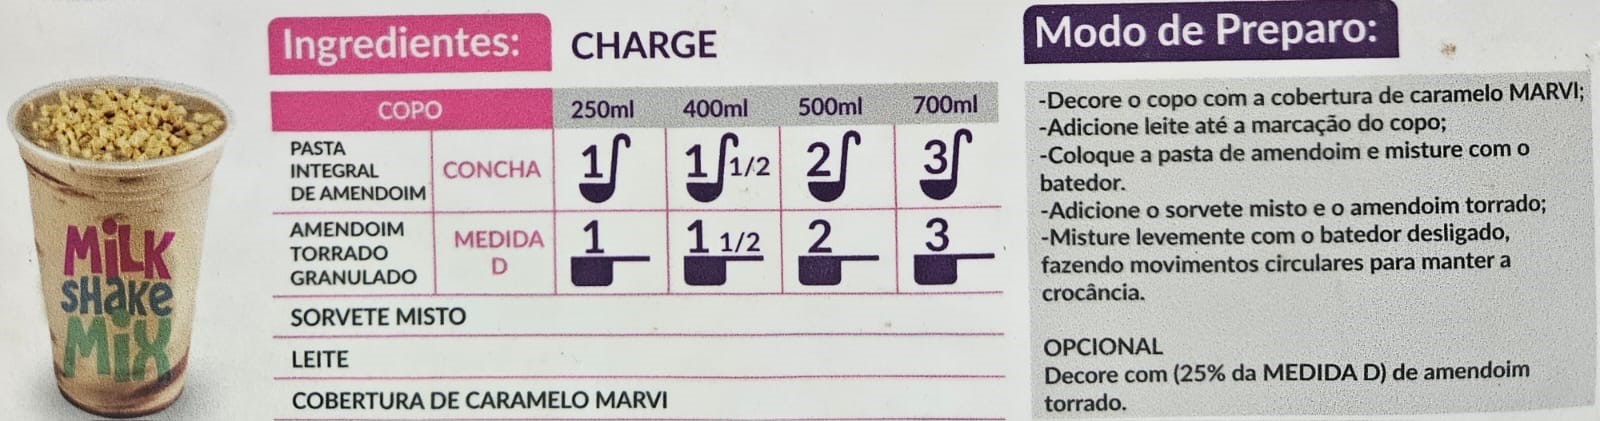 MiLK
SHake
MiX
Ingredientes: CHARGE
COPO 250ml 400ml 500ml 700ml
PASTA
INTEGRAL
DE AMENDOIM
CONCHA 1 1 1/2 2 3
AMENDOIM
TORRADO
GRANULADO
MEDIDA
D
1 1 1/2 2 3
SORVETE MISTO
LEITE
COBERTURA DE CARAMELO MARVI
Modo de Preparo:
-Decore o copo com a cobertura de caramelo MARVI;
-Adicione leite até a marcação do copo;
-Coloque a pasta de amendoim e misture com o
batedor.
-Adicione o sorvete misto e o amendoim torrado;
-Misture levemente com o batedor desligado,
fazendo movimentos circulares para manter a
crocância.
OPCIONAL
Decore com (25% da MEDIDA D) de amendoim
torrado.